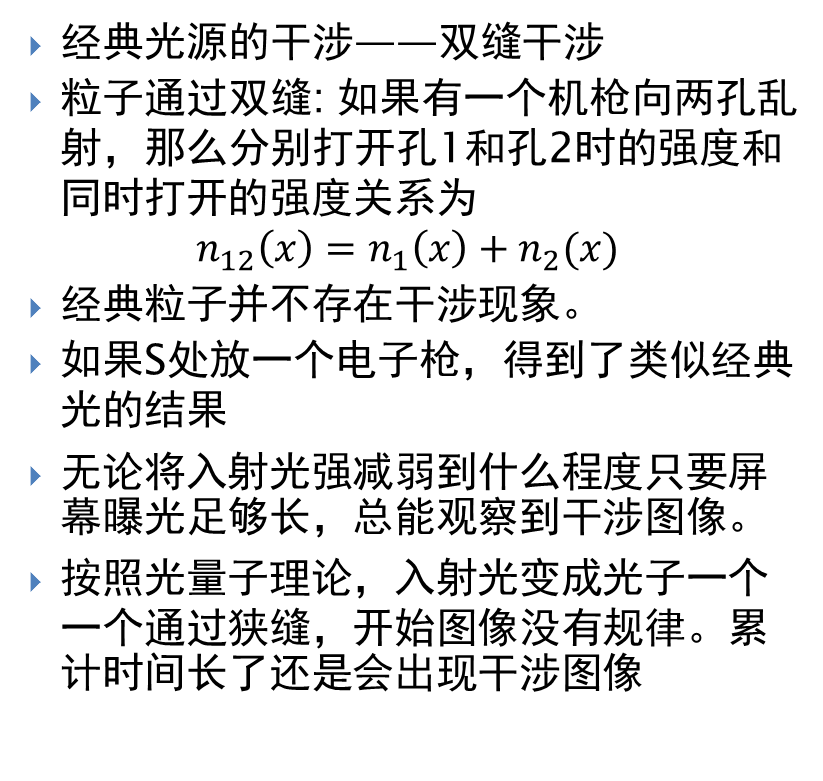 经典光源的干涉——双缝干涉
粒子通过双缝: 如果有一个机枪向两孔乱
射，那么分别打开孔1和孔2时的强度和
同时打开的强度关系为
n₁₂(x) = n₁(x) + n₂(x)
经典粒子并不存在干涉现象。
如果S处放一个电子枪，得到了类似经典
光的结果
无论将入射光强减弱到什么程度只要屏
幕曝光足够长，总能观察到干涉图像。
按照光量子理论，入射光变成光子一个
一个通过狭缝，开始图像没有规律。累
计时间长了还是会出现干涉图像